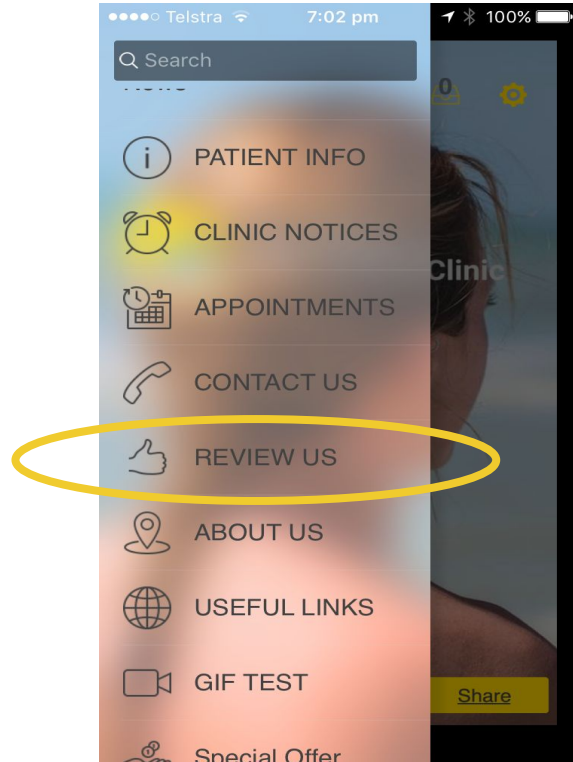 Telstra 7:02 pm 100%
Search
0
PATIENT INFO
CLINIC NOTICES
Clinic
APPOINTMENTS
CONTACT US
REVIEW US
ABOUT US
USEFUL LINKS
GIF TEST
Share
Special Offer